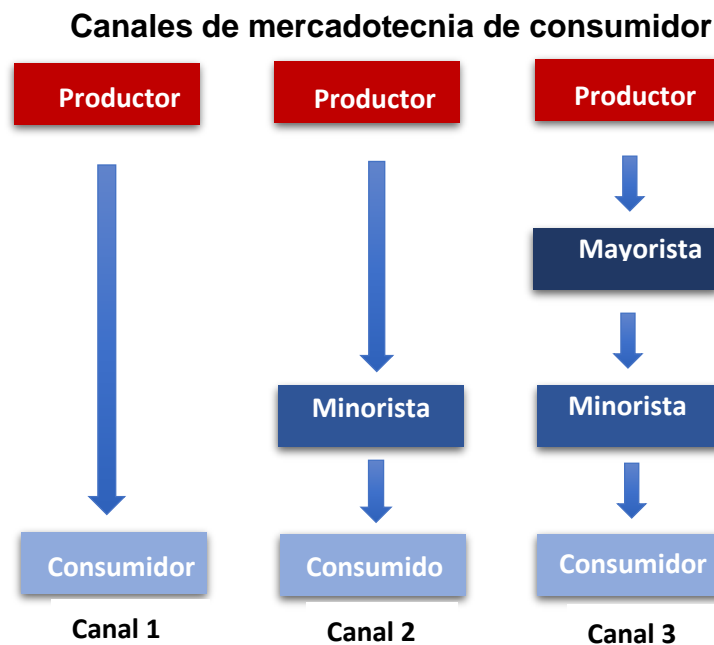 Canales de mercadotecnia de consumidor
Productor
Productor
Productor
Mayorista
Minorista
Minorista
Consumidor
Consumido
Consumidor
Canal 1
Canal 2
Canal 3